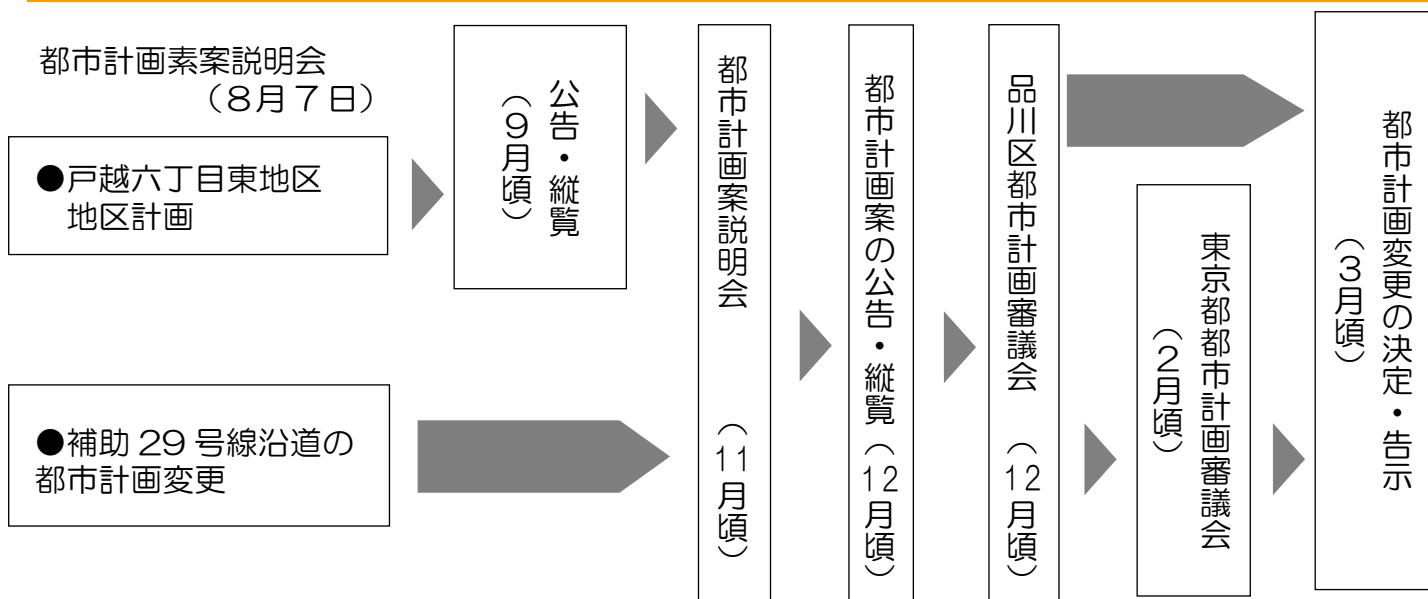 都市計画素案説明会
（８月７日）
●戸越六丁目東地区
地区計画
●補助 29 号線沿道の
都市計画変更
公告・縦覧
（９月頃）
都市計画案説明会　（11月頃）
都市計画案の公告・縦覧（12月頃）
品川区都市計画審議会　（12月頃）
東京都都市計画審議会
（２月頃）
都市計画変更の決定・告示
（３月頃）